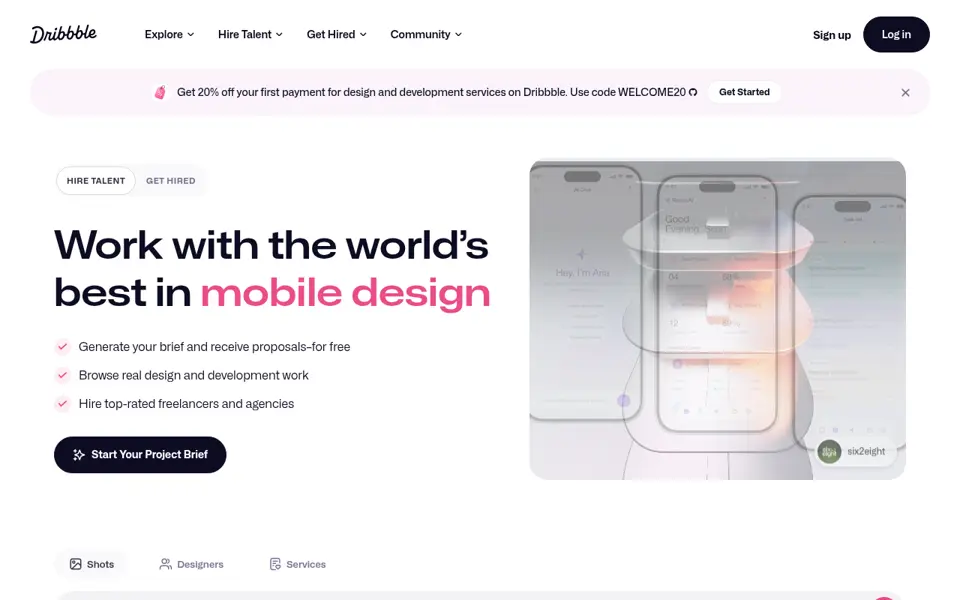 Dribbble
Explore
Hire Talent
Get Hired
Community
Sign up
Log in
Get 20% off your first payment for design and development services on Dribbble. Use code WELCOME20
Get Started
HIRE TALENT
GET HIRED
Work with the world's
best in mobile design
Generate your brief and receive proposals–for free
Browse real design and development work
Hire top-rated freelancers and agencies
Start Your Project Brief
Hey, I'm Ana
Good
six2eight
Shots
Designers
Services